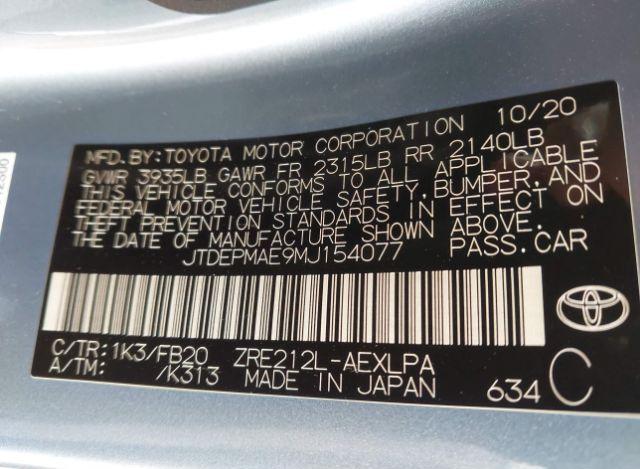 10/20
MFD.BY:TOYOTA MOTOR CORPORATION
GVWR 3935LB GAWR FR 2315LB RR 2140LB
THIS VEHICLE CONFORMS TO ALL APPLICABLE
FEDERAL MOTOR VEHICLE SAFETY,BUMPER,AND
THEFT PREVENTION STANDARDS IN EFFECT ON
THE DATE OF MANUFACTURE SHOWN ABOVE.
JTDEPMAE9MJ154077 PASS.CAR
C/TR:1K3/FB20 ZRE212L-AEXLPA
A/TM: /K313 MADE IN JAPAN 634 C